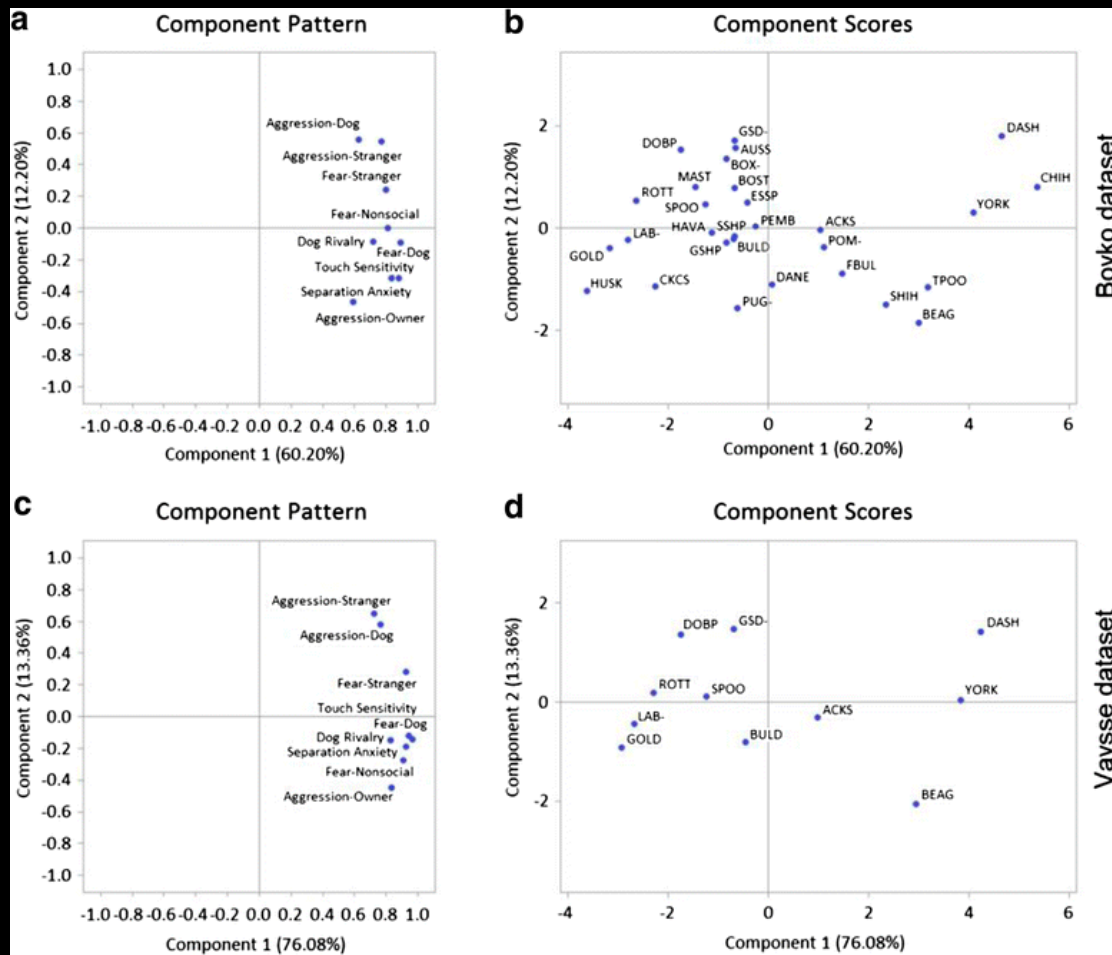 a
Component Pattern
Component 2 (12.20%)
1.0
0.8
0.6
0.4
0.2
0.0
-0.2
-0.4
-0.6
-0.8
-1.0
Aggression-Dog
Aggression-Stranger
Fear-Stranger
Fear-Nonsocial
Dog Rivalry
Fear-Dog
Touch Sensitivity
Separation Anxiety
Aggression-Owner
-1.0 -0.8 -0.6 -0.4 -0.2 0.0 0.2 0.4 0.6 0.8 1.0
Component 1 (60.20%)
b
Component Scores
Component 2 (12.20%)
2
0
-2
DASH
GSD-
DOBP
AUSS
BOX-
CHIH
MAST
BOST
ROTT
ESSP
SPOO
YORK
PEMB
ACKS
HAVA
SSHP
LAB-
POM-
GSHP
BULD
GOLD
FBUL
DANE
TPOO
HUSK
CKCS
SHIH
PUG-
BEAG
-4 -2 0 2 4 6
Component 1 (60.20%)
Boyko dataset
c
Component Pattern
Component 2 (13.36%)
1.0
0.8
0.6
0.4
0.2
0.0
-0.2
-0.4
-0.6
-0.8
-1.0
Aggression-Stranger
Aggression-Dog
Fear-Stranger
Touch Sensitivity
Fear-Dog
Dog Rivalry
Separation Anxiety
Fear-Nonsocial
Aggression-Owner
-1.0 -0.8 -0.6 -0.4 -0.2 0.0 0.2 0.4 0.6 0.8 1.0
Component 1 (76.08%)
d
Component Scores
Component 2 (13.36%)
2
0
-2
DOBP
GSD-
DASH
ROTT
SPOO
YORK
LAB-
ACKS
GOLD
BULD
BEAG
-4 -2 0 2 4 6
Component 1 (76.08%)
Vaysse dataset